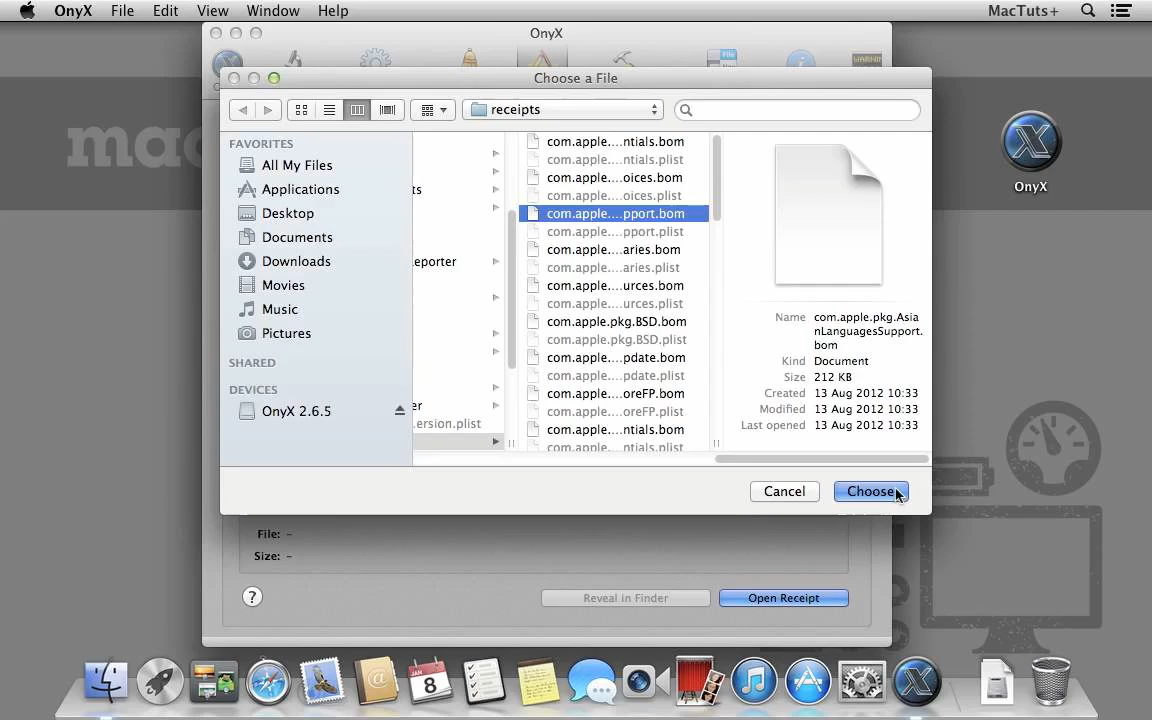 OnyX File Edit View Window Help MacTuts+
OnyX
Choose a File
receipts
FAVORITES
All My Files
Applications
Desktop
Documents
Downloads
Movies
Music
Pictures
SHARED
DEVICES
OnyX 2.6.5
ts
eporter
er
ersion.plist
com.apple....ntials.bom
com.apple....ntials.plist
com.apple....oices.bom
com.apple....oices.plist
com.apple....pport.bom
com.apple....pport.plist
com.apple....aries.bom
com.apple....aries.plist
com.apple....urces.bom
com.apple....urces.plist
com.apple.pkg.BSD.bom
com.apple.pkg.BSD.plist
com.apple....pdate.bom
com.apple....pdate.plist
com.apple....oreFP.bom
com.apple....oreFP.plist
com.apple....ntials.bom
com.apple....ntials.plist
Name com.apple.pkg.Asia
nLanguagesSupport.
bom
Kind Document
Size 212 KB
Created 13 Aug 2012 10:33
Modified 13 Aug 2012 10:33
Last opened 13 Aug 2012 10:33
Cancel Choose
File: –
Size: –
? Reveal in Finder Open Receipt
mac
OnyX
JAN
8